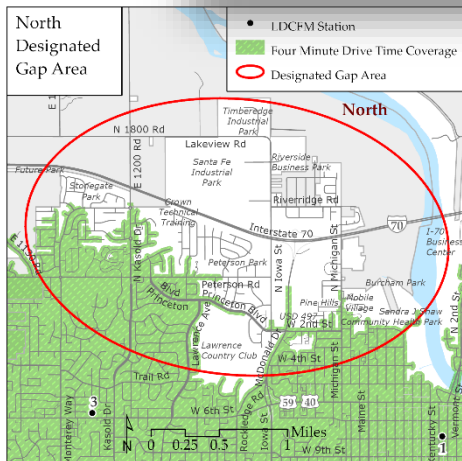 North
Designated
Gap Area
LDCFM Station
Four Minute Drive Time Coverage
Designated Gap Area
North
Timberedge
Industrial
Park
N 1800 Rd
Lakeview Rd
Santa Fe
Industrial
Park
Riverside
Business Park
E 1200 Rd
Future Park
Stonegate
Park
Crown
Technical
Training
Riverridge Rd
Interstate 70
70
I-70
Business
Center
E 1130 Rd
N Kasold Dr
Peterson Park
N Iowa St
N Michigan St
Peterson Rd
Princeton Blvd
Princeton Blvd
Burcham Park
Pine Hills
Mobile
Village
USD 497
Sandra J Shaw
Community Health Park
W 2nd St
N 2nd St
Lawrence Ave
Lawrence
Country Club
McDonald Dr
W 4th St
Trail Rd
Michigan St
3
Monterey Way
Kasold Dr
W 6th St
Rockledge Rd
Iowa St
59
40
Maine St
Kentucky St
Vermont St
N
0 0.25 0.5 1 Miles
W 9th St
1